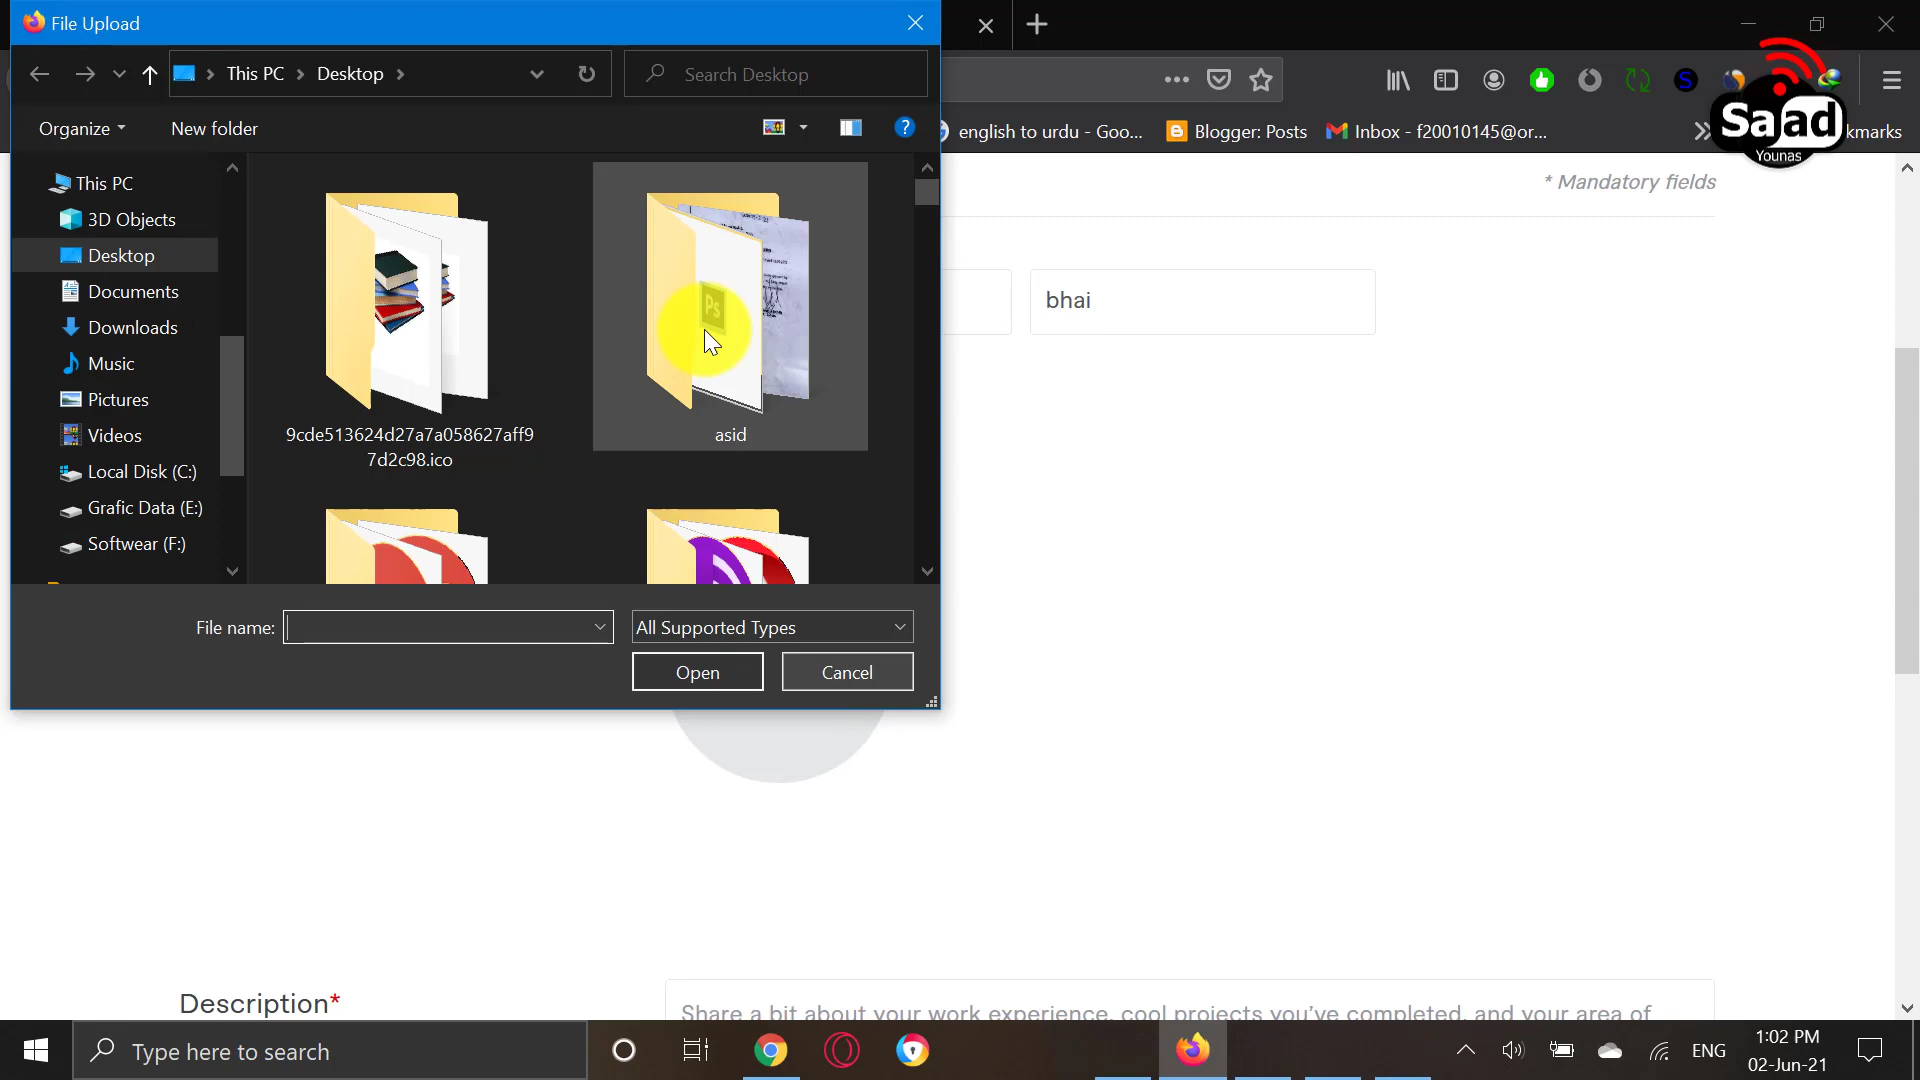 File Upload
This PC
Desktop
Search Desktop
Organize
New folder
?
english to urdu - Goo...
Blogger: Posts
Inbox - f20010145@or...
kmarks
Saad
Younas
This PC
3D Objects
Desktop
Documents
Downloads
Music
Pictures
Videos
Local Disk (C:)
Grafic Data (E:)
Softwear (F:)
Ps
9cde513624d27a7a058627aff9
7d2c98.ico
asid
* Mandatory fields
bhai
File name:
All Supported Types
Open
Cancel
Description*
Share a bit about your work experience, cool projects you've completed, and your area of
Type here to search
ENG
1:02 PM
02-Jun-21